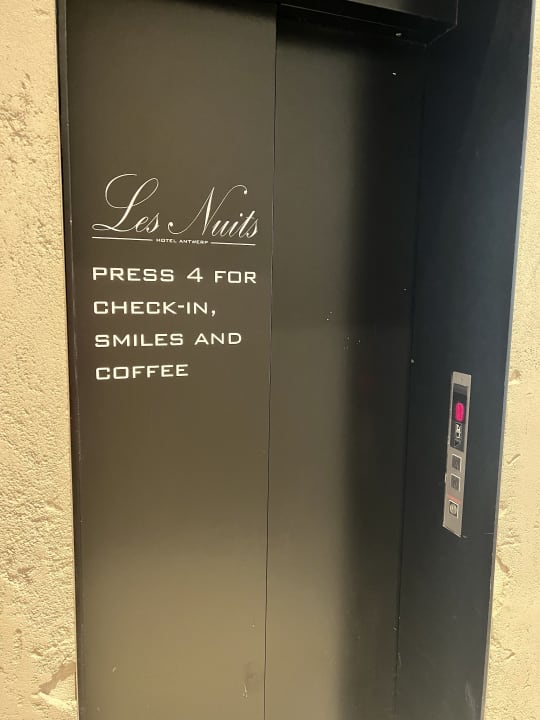 Les Nuits
HOTEL ANTWERP
PRESS 4 FOR
CHECK-IN,
SMILES AND
COFFEE